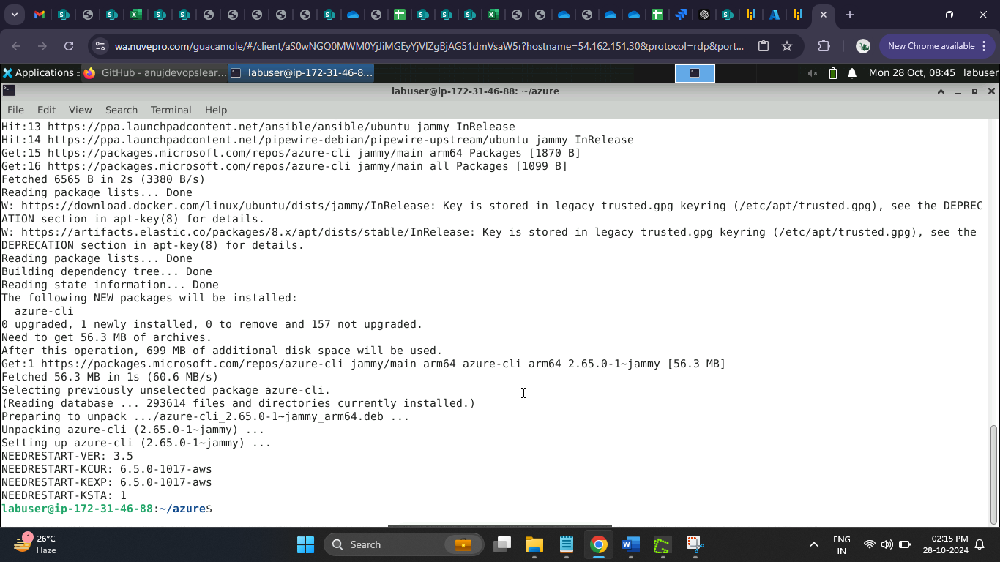 wa.nuvepro.com/guacamole/#/client/aS0wNGQ0MWM0YjJiMGEyYjVlZgBjAG51dmVsaW5r?hostname=54.162.151.30&protocol=rdp&port...
New Chrome available
Applications
GitHub - anujdevopslear...
labuser@ip-172-31-46-8...
Mon 28 Oct, 08:45
labuser
labuser@ip-172-31-46-88: ~/azure
File Edit View Search Terminal Help
Hit:13 https://ppa.launchpadcontent.net/ansible/ansible/ubuntu jammy InRelease
Hit:14 https://ppa.launchpadcontent.net/pipewire-debian/pipewire-upstream/ubuntu jammy InRelease
Get:15 https://packages.microsoft.com/repos/azure-cli jammy/main arm64 Packages [1870 B]
Get:16 https://packages.microsoft.com/repos/azure-cli jammy/main all Packages [1099 B]
Fetched 6565 B in 2s (3380 B/s)
Reading package lists... Done
W: https://download.docker.com/linux/ubuntu/dists/jammy/InRelease: Key is stored in legacy trusted.gpg keyring (/etc/apt/trusted.gpg), see the DEPREC
ATION section in apt-key(8) for details.
W: https://artifacts.elastic.co/packages/8.x/apt/dists/stable/InRelease: Key is stored in legacy trusted.gpg keyring (/etc/apt/trusted.gpg), see the
DEPRECATION section in apt-key(8) for details.
Reading package lists... Done
Building dependency tree... Done
Reading state information... Done
The following NEW packages will be installed:
azure-cli
0 upgraded, 1 newly installed, 0 to remove and 157 not upgraded.
Need to get 56.3 MB of archives.
After this operation, 699 MB of additional disk space will be used.
Get:1 https://packages.microsoft.com/repos/azure-cli jammy/main arm64 azure-cli arm64 2.65.0-1~jammy [56.3 MB]
Fetched 56.3 MB in 1s (60.6 MB/s)
Selecting previously unselected package azure-cli.
(Reading database ... 293614 files and directories currently installed.)
Preparing to unpack .../azure-cli_2.65.0-1~jammy_arm64.deb ...
Unpacking azure-cli (2.65.0-1~jammy) ...
Setting up azure-cli (2.65.0-1~jammy) ...
NEEDRESTART-VER: 3.5
NEEDRESTART-KCUR: 6.5.0-1017-aws
NEEDRESTART-KEXP: 6.5.0-1017-aws
NEEDRESTART-KSTA: 1
labuser@ip-172-31-46-88:~/azure$
1
26°C
Haze
Search
ENG
IN
02:15 PM
28-10-2024